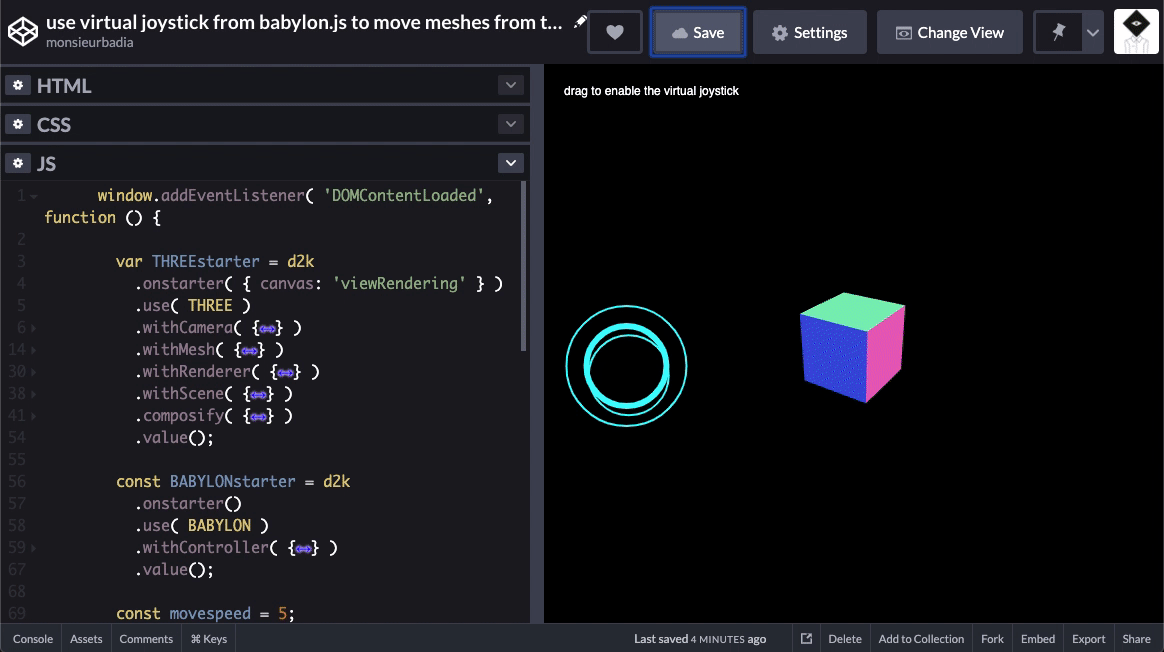 use virtual joystick from babylon.js to move meshes from t...
monsieurbadia
Save
Settings
Change View
HTML
CSS
JS
drag to enable the virtual joystick
1 window.addEventListener( 'DOMContentLoaded',
function () {
2
3 var THREEstarter = d2k
4 .onstarter( { canvas: 'viewRendering' } )
5 .use( THREE )
6 .withCamera( {↔} )
14 .withMesh( {↔} )
30 .withRenderer( {↔} )
38 .withScene( {↔} )
41 .composify( {↔} )
54 .value();
55
56 const BABYLONstarter = d2k
57 .onstarter()
58 .use( BABYLON )
59 .withController( {↔} )
67 .value();
68
69 const movespeed = 5;
Console Assets Comments ⌘ Keys Last saved 4 MINUTES ago Delete Add to Collection Fork Embed Export Share